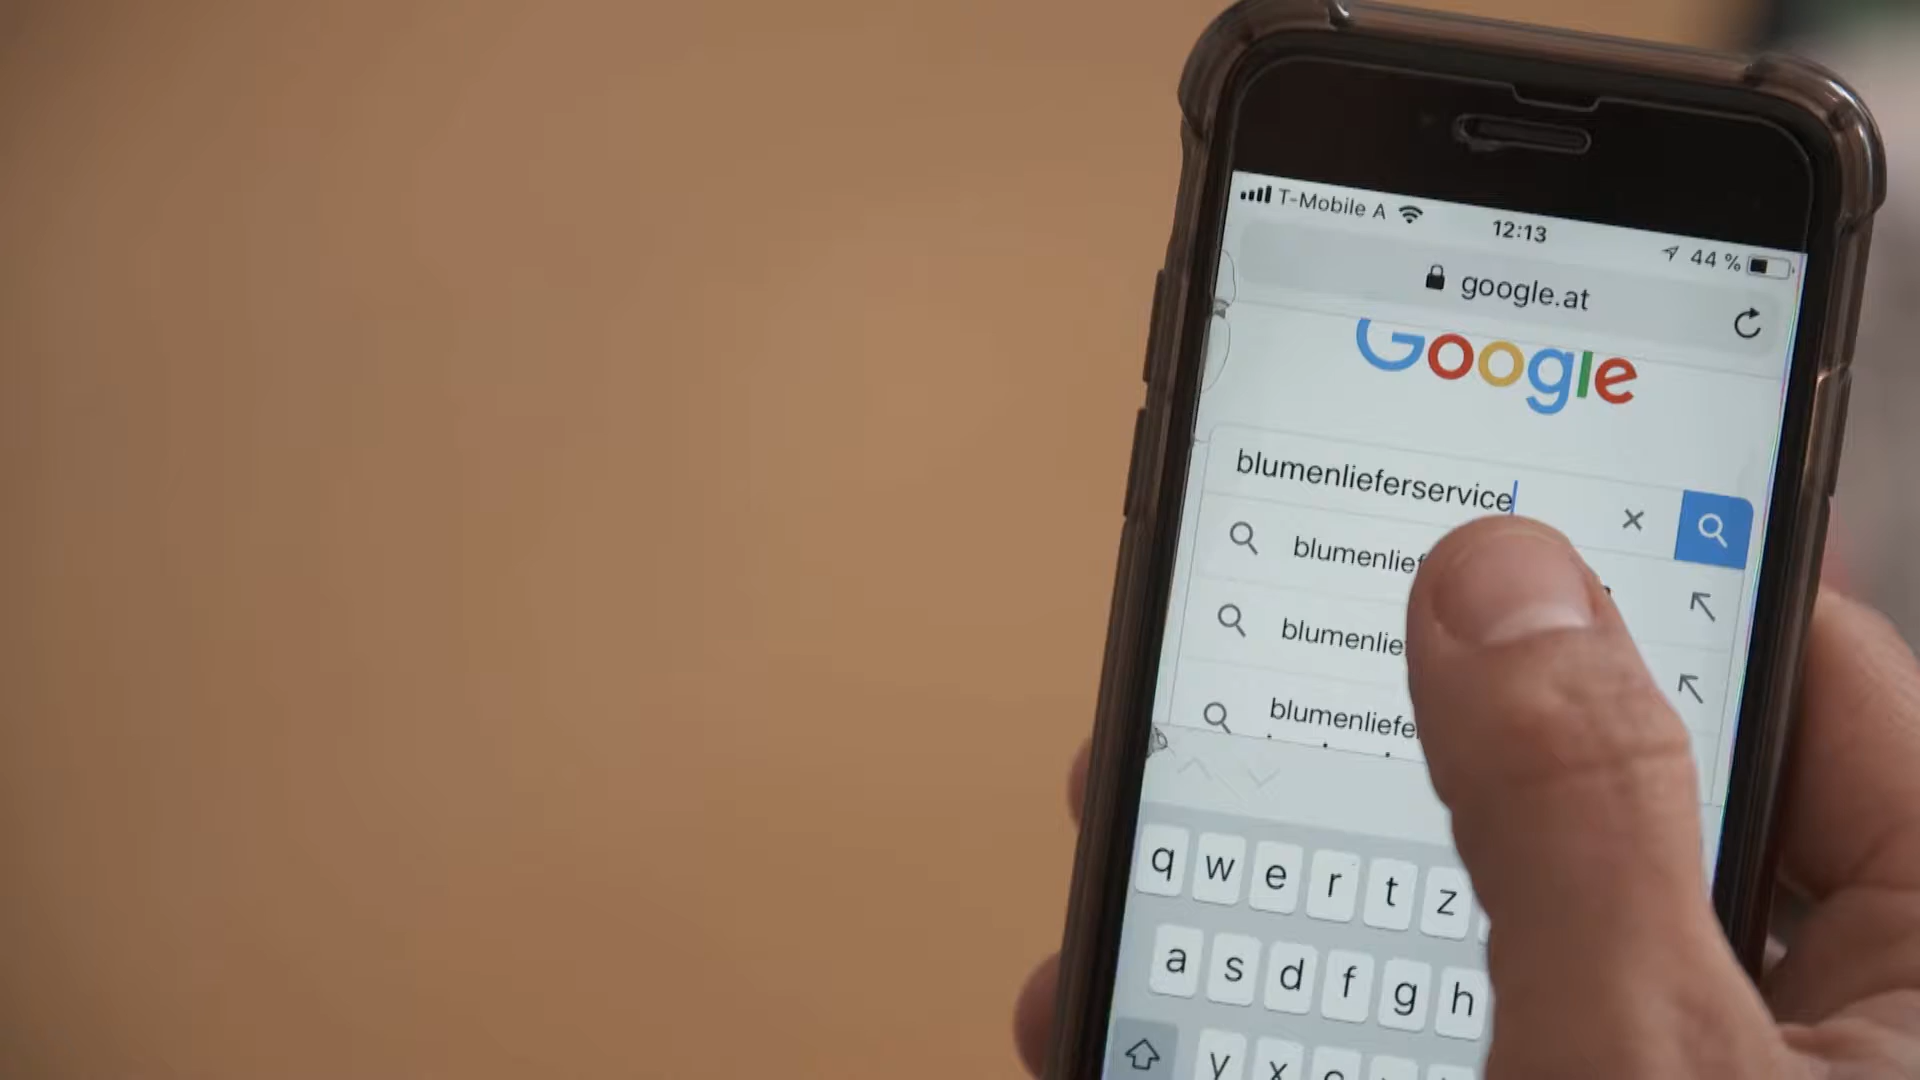 T-Mobile A 12:13 44 %
google.at
Google
blumenlieferservice
q w e r t z
a s d f g h
y x